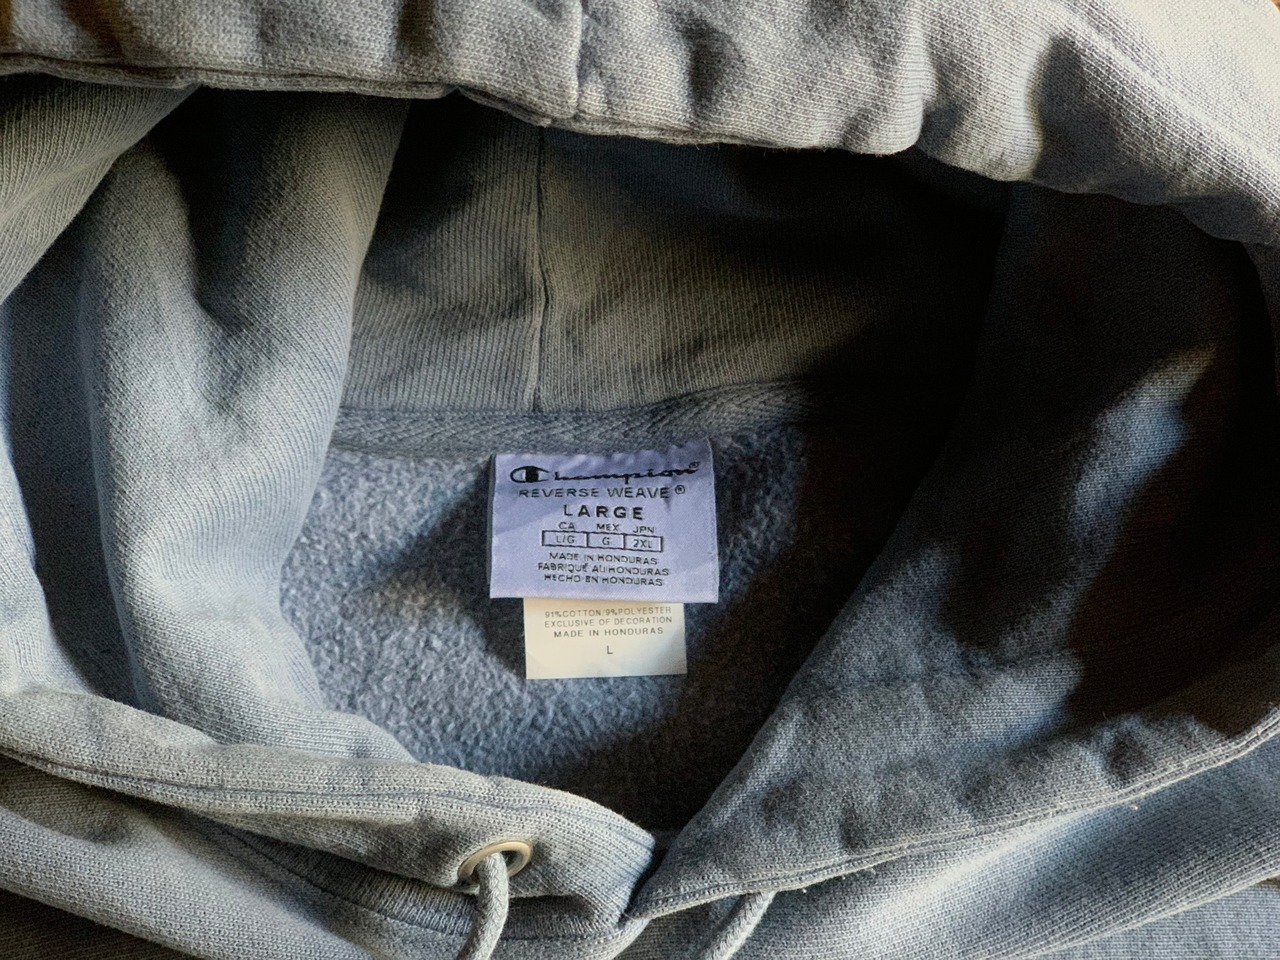 Champion®
REVERSE WEAVE®
LARGE
CA MEX JPN
L/G G 2XL
MADE IN HONDURAS
FABRIQUÉ AU HONDURAS
HECHO EN HONDURAS
91%COTTON/9%POLYESTER
EXCLUSIVE OF DECORATION
MADE IN HONDURAS
L